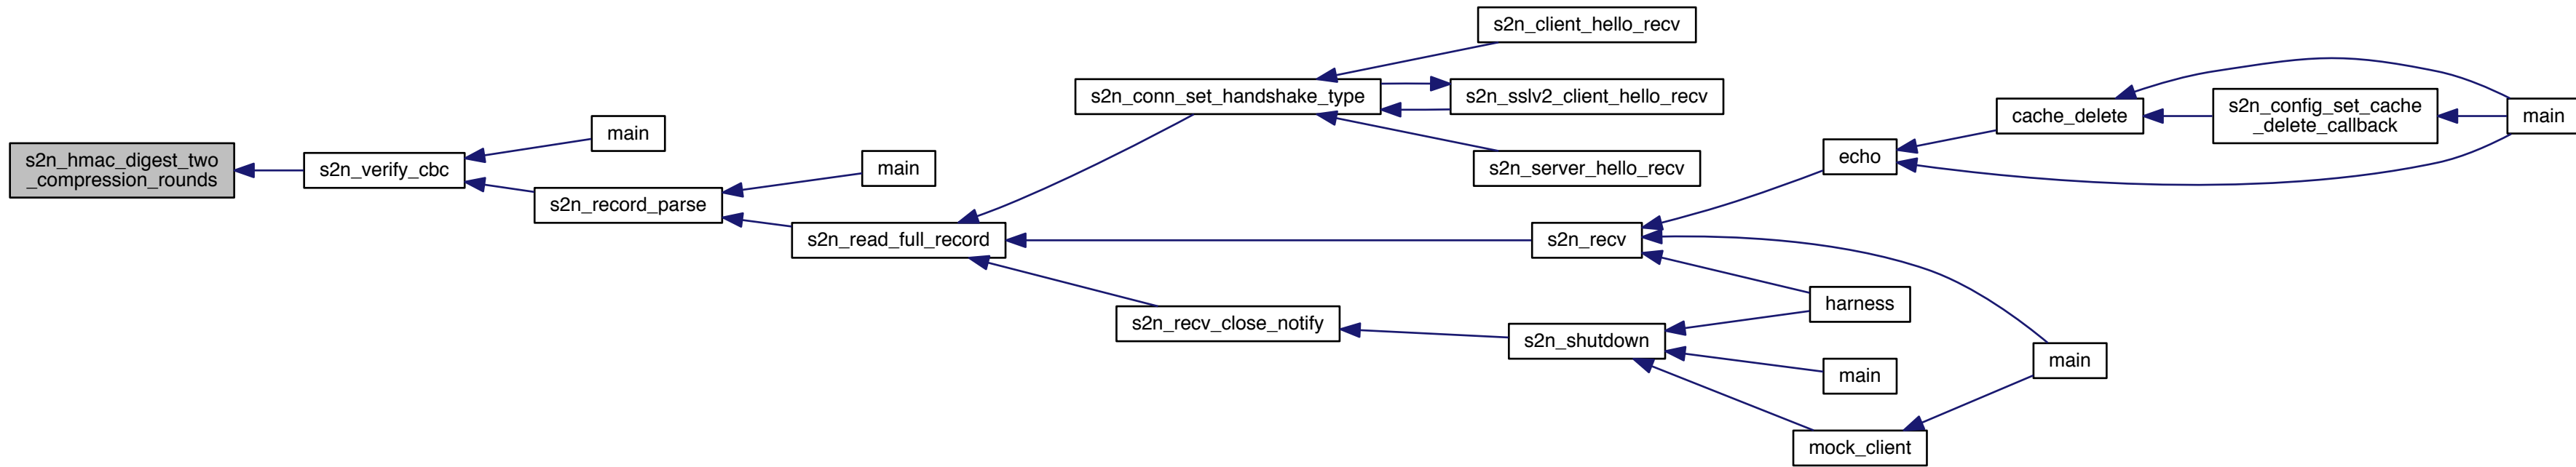 s2n_hmac_digest_two
_compression_rounds
s2n_verify_cbc
main
s2n_record_parse
main
s2n_read_full_record
s2n_conn_set_handshake_type
s2n_client_hello_recv
s2n_sslv2_client_hello_recv
s2n_server_hello_recv
s2n_recv
echo
cache_delete
s2n_config_set_cache
_delete_callback
main
harness
main
s2n_recv_close_notify
s2n_shutdown
main
mock_client